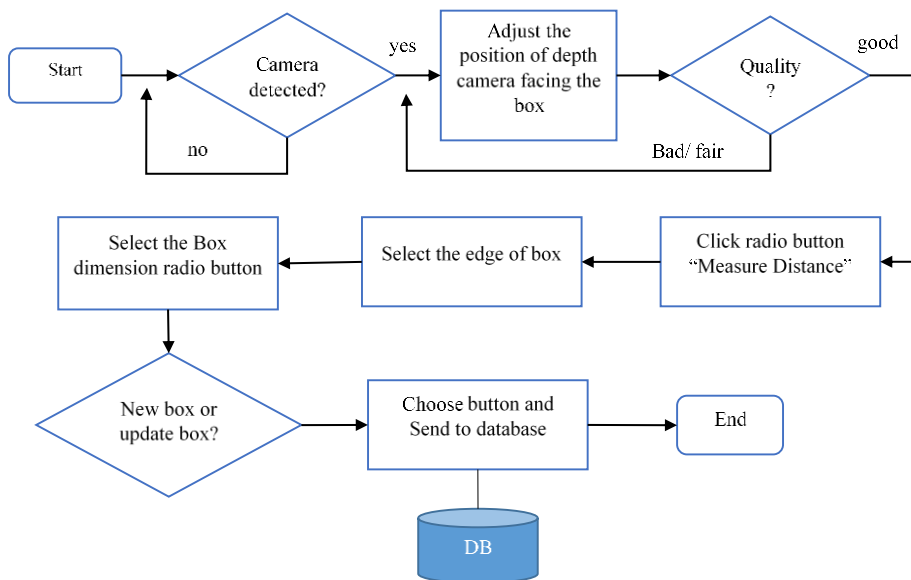 Start
Camera
detected?
yes
no
Adjust the
position of depth
camera facing the
box
Quality
?
good
Bad/ fair
Click radio button
“Measure Distance”
Select the edge of box
Select the Box
dimension radio button
New box or
update box?
Choose button and
Send to database
End
DB